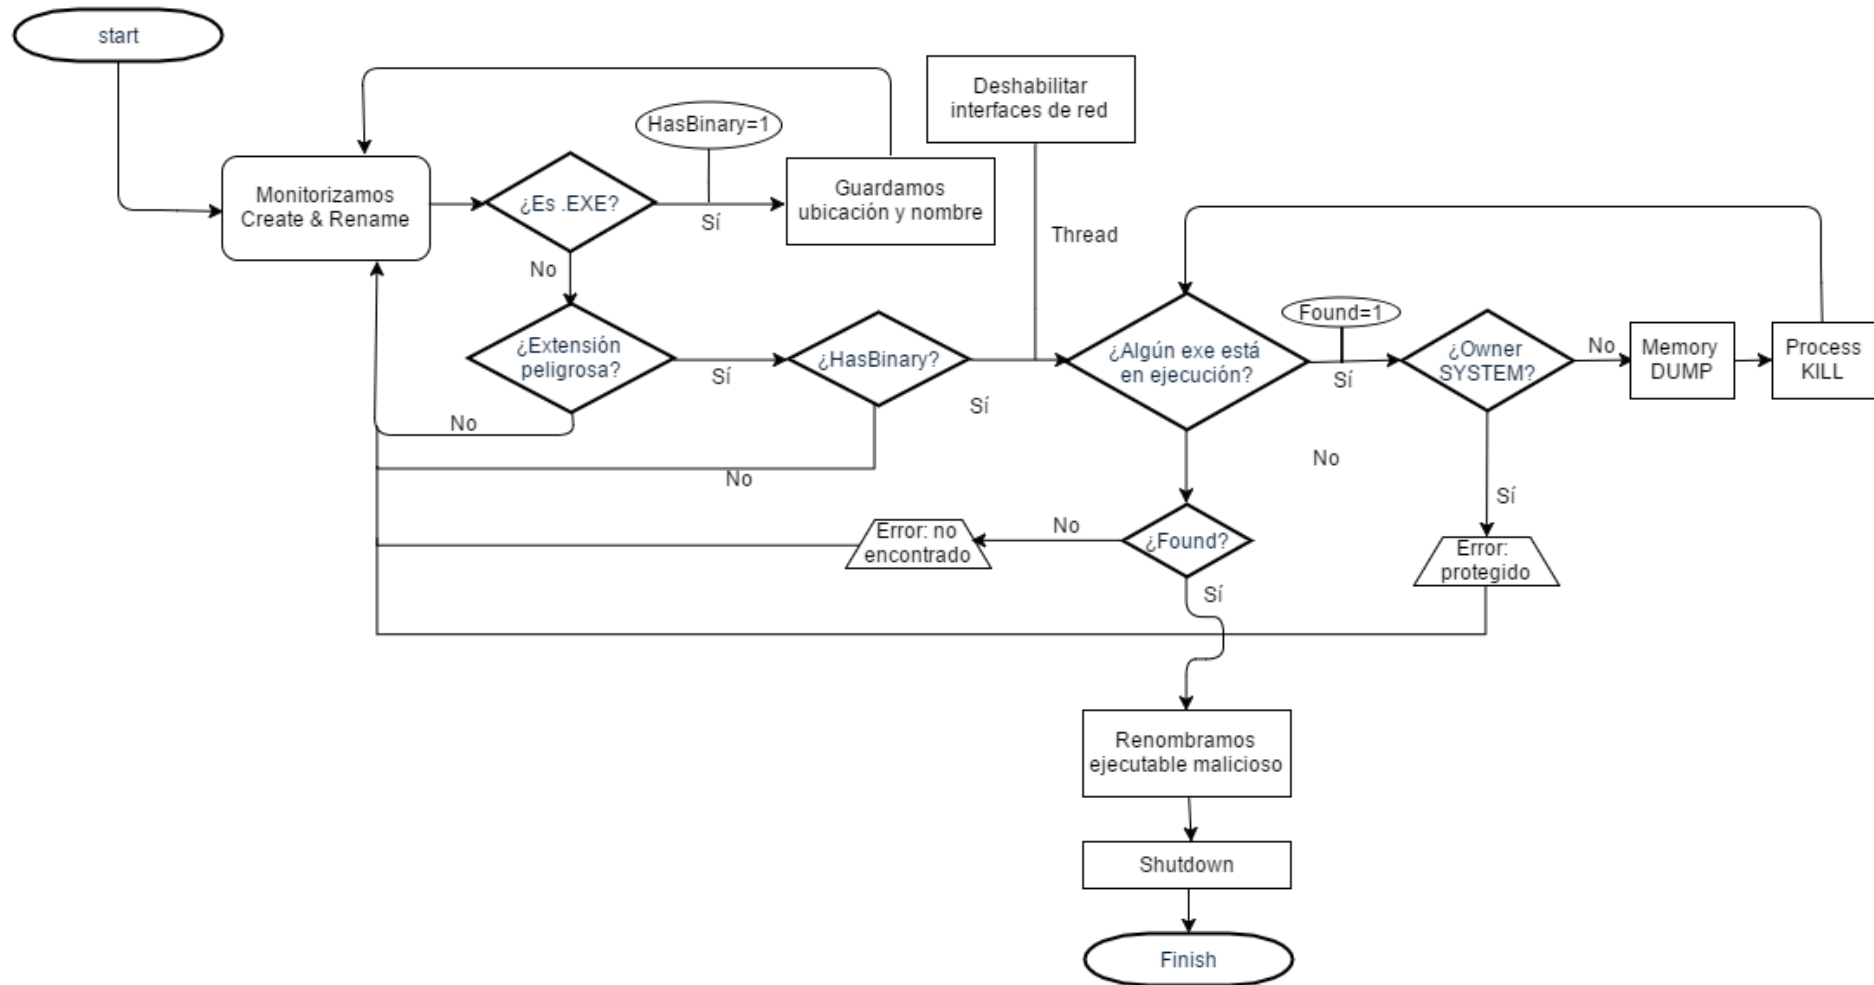 start
HasBinary=1
Deshabilitar
interfaces de red
Monitorizamos
Create & Rename
¿Es .EXE?
Sí
Guardamos
ubicación y nombre
Thread
No
¿Extensión
peligrosa?
Sí
No
¿HasBinary?
Sí
No
¿Algún exe está
en ejecución?
Found=1
Sí
¿Owner
SYSTEM?
No
Memory
DUMP
Process
KILL
No
Sí
Error:
protegido
¿Found?
No
Error: no
encontrado
Sí
Renombramos
ejecutable malicioso
Shutdown
Finish